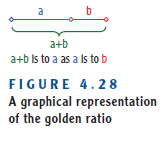 a b
a+b
a+b is to a as a is to b
FIGURE 4.28
A graphical representation
of the golden ratio